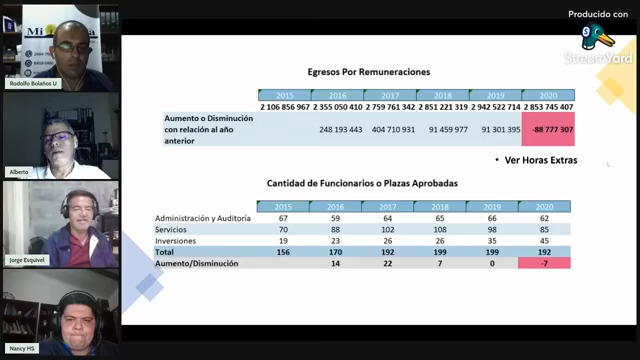 Producido con
StreamYard
Rodolfo Bolaños U
Alberto
Jorge Esquivel
Nancy HS
Egresos Por Remuneraciones
2015 2016 2017 2018 2019 2020
2 106 856 967 2 355 050 410 2 759 761 342 2 851 221 319 2 942 522 714 2 853 745 407
Aumento o Disminución
con relación al año
anterior
248 193 443 404 710 931 91 459 977 91 301 395 -88 777 307
• Ver Horas Extras
Cantidad de Funcionarios o Plazas Aprobadas
2015 2016 2017 2018 2019 2020
Administración y Auditoría 67 59 64 65 66 62
Servicios 70 88 102 108 98 85
Inversiones 19 23 26 26 35 45
Total 156 170 192 199 199 192
Aumento/Disminución 14 22 7 0 -7